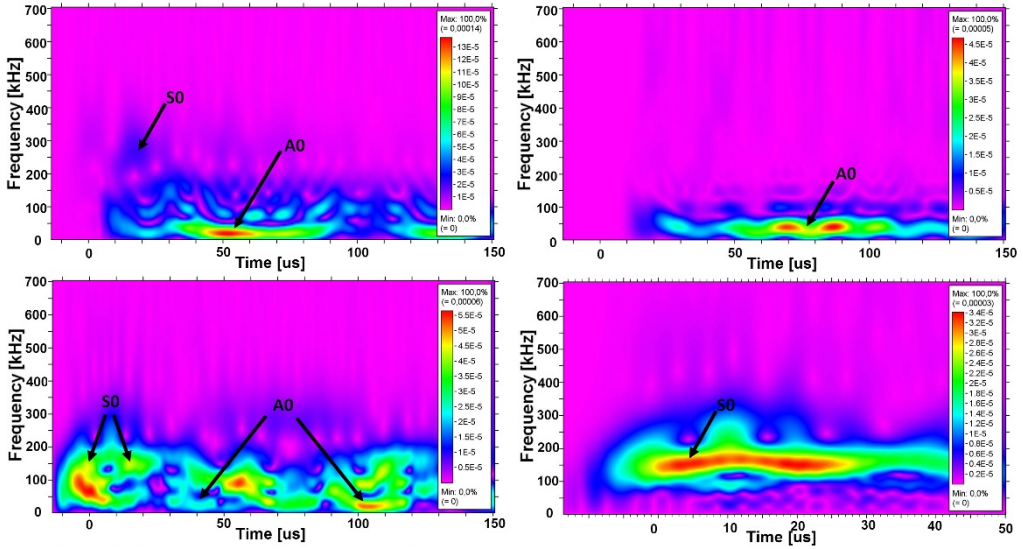 700
600
500
400
300
200
100
0
Frequency [kHz]
S0
A0
0
50
100
150
Time [us]
Max: 100,0%
(= 0,00014)
13E-5
12E-5
11E-5
10E-5
9E-5
8E-5
7E-5
6E-5
5E-5
4E-5
3E-5
2E-5
1E-5
Min: 0,0%
(= 0)
700
600
500
400
300
200
100
0
Frequency [kHz]
A0
0
50
100
150
Time [us]
Max: 100,0%
(= 0,00005)
4.5E-5
4E-5
3.5E-5
3E-5
2.5E-5
2E-5
1.5E-5
1E-5
0.5E-5
Min: 0,0%
(= 0)
700
600
500
400
300
200
100
0
Frequency [kHz]
S0
A0
0
50
100
150
Time [us]
Max: 100,0%
(= 0,00006)
5.5E-5
5E-5
4.5E-5
4E-5
3.5E-5
3E-5
2.5E-5
2E-5
1.5E-5
1E-5
0.5E-5
Min: 0,0%
(= 0)
700
600
500
400
300
200
100
0
Frequency [kHz]
S0
0
10
20
30
40
50
Time [us]
Max: 100,0%
(= 0,00003)
3.4E-5
3.2E-5
3E-5
2.8E-5
2.6E-5
2.4E-5
2.2E-5
2E-5
1.8E-5
1.6E-5
1.4E-5
1.2E-5
1E-5
0.8E-5
0.6E-5
0.4E-5
0.2E-5
Min: 0,0%
(= 0)